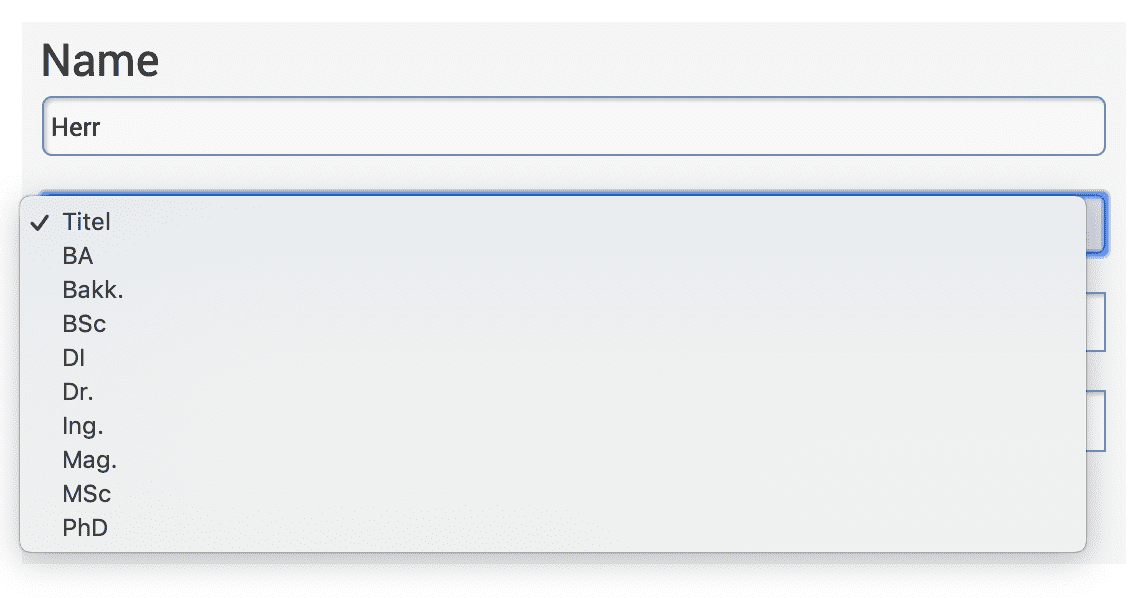 Name
Herr
✓ Titel
BA
Bakk.
BSc
DI
Dr.
Ing.
Mag.
MSc
PhD